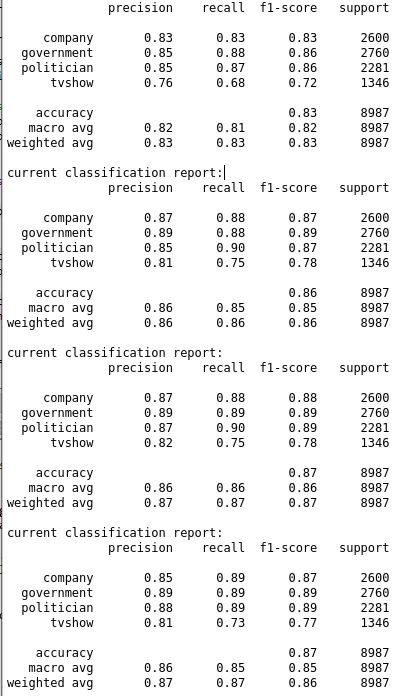 precision recall f1-score support
company 0.83 0.83 0.83 2600
government 0.85 0.88 0.86 2760
politician 0.85 0.87 0.86 2281
tvshow 0.76 0.68 0.72 1346
accuracy 0.83 8987
macro avg 0.82 0.81 0.82 8987
weighted avg 0.83 0.83 0.83 8987
current classification report:
precision recall f1-score support
company 0.87 0.88 0.87 2600
government 0.89 0.88 0.89 2760
politician 0.85 0.90 0.87 2281
tvshow 0.81 0.75 0.78 1346
accuracy 0.86 8987
macro avg 0.86 0.85 0.85 8987
weighted avg 0.86 0.86 0.86 8987
current classification report:
precision recall f1-score support
company 0.87 0.88 0.88 2600
government 0.89 0.89 0.89 2760
politician 0.87 0.90 0.89 2281
tvshow 0.82 0.75 0.78 1346
accuracy 0.87 8987
macro avg 0.86 0.86 0.86 8987
weighted avg 0.87 0.87 0.87 8987
current classification report:
precision recall f1-score support
company 0.85 0.89 0.87 2600
government 0.89 0.89 0.89 2760
politician 0.88 0.89 0.89 2281
tvshow 0.81 0.73 0.77 1346
accuracy 0.87 8987
macro avg 0.86 0.85 0.85 8987
weighted avg 0.87 0.87 0.86 8987